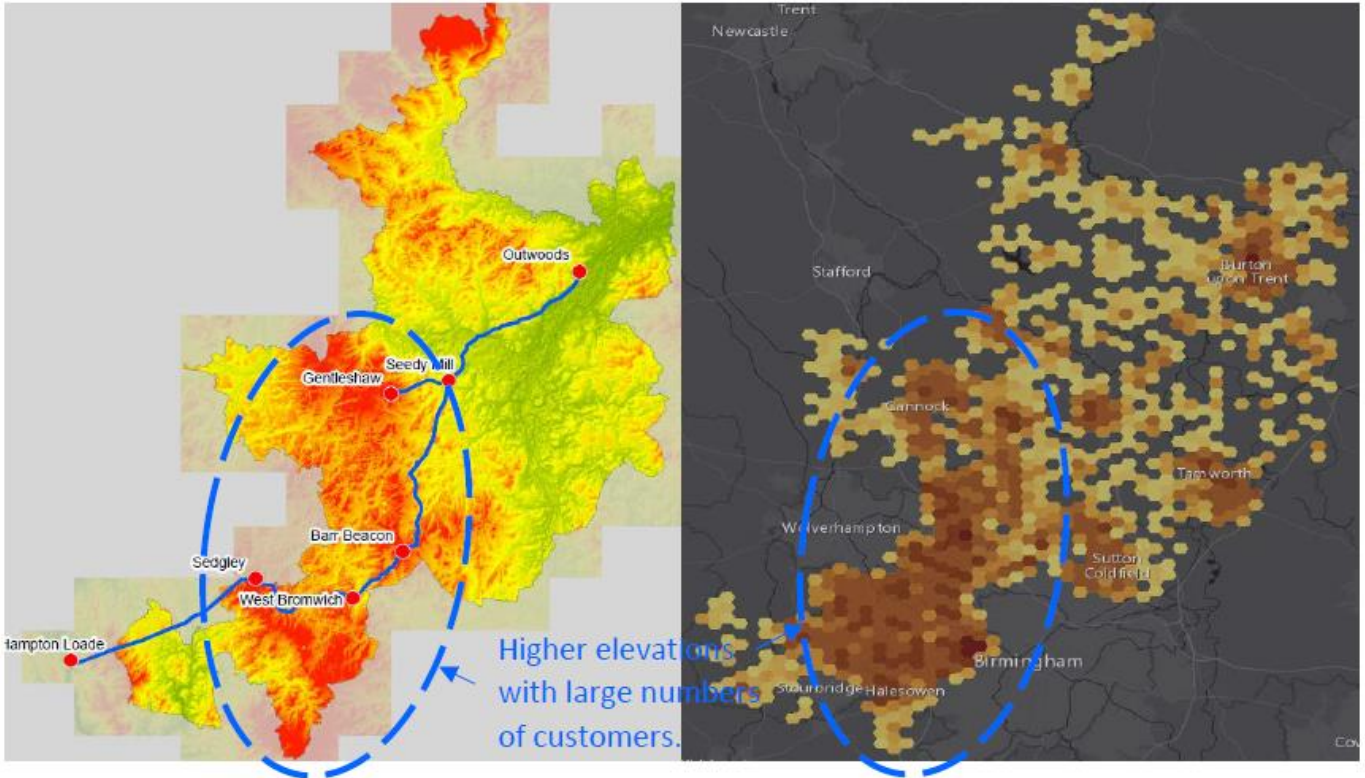 Outwoods
Seedy Mill
Gentleshaw
Barr Beacon
Sedgley
West Bromwich
Hampton Loade
Higher elevations
with large numbers
of customers.
Trent
Newcastle
Stafford
Burton
upon Trent
Cannock
Tamworth
Wolverhampton
Sutton
Coldfield
Birmingham
Stourbridge
Halesowen
Cov